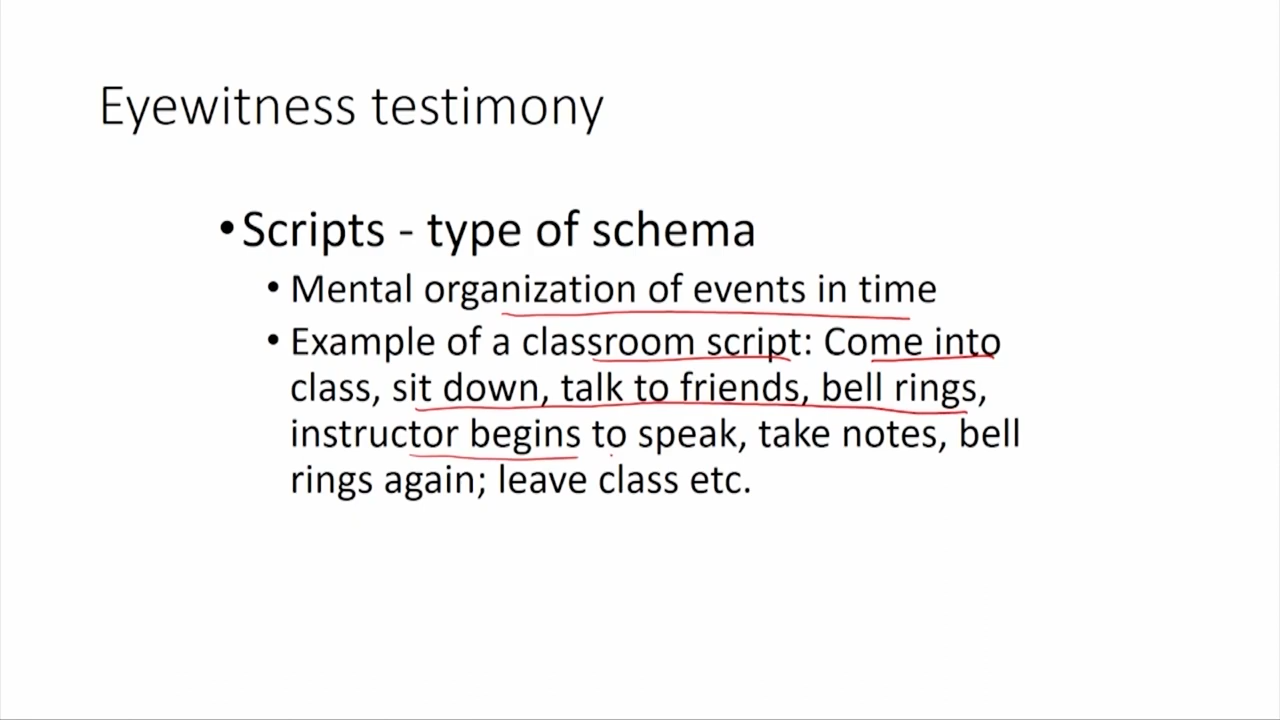 Eyewitness testimony
•Scripts - type of schema
• Mental organization of events in time
• Example of a classroom script: Come into
class, sit down, talk to friends, bell rings,
instructor begins to speak, take notes, bell
rings again; leave class etc.